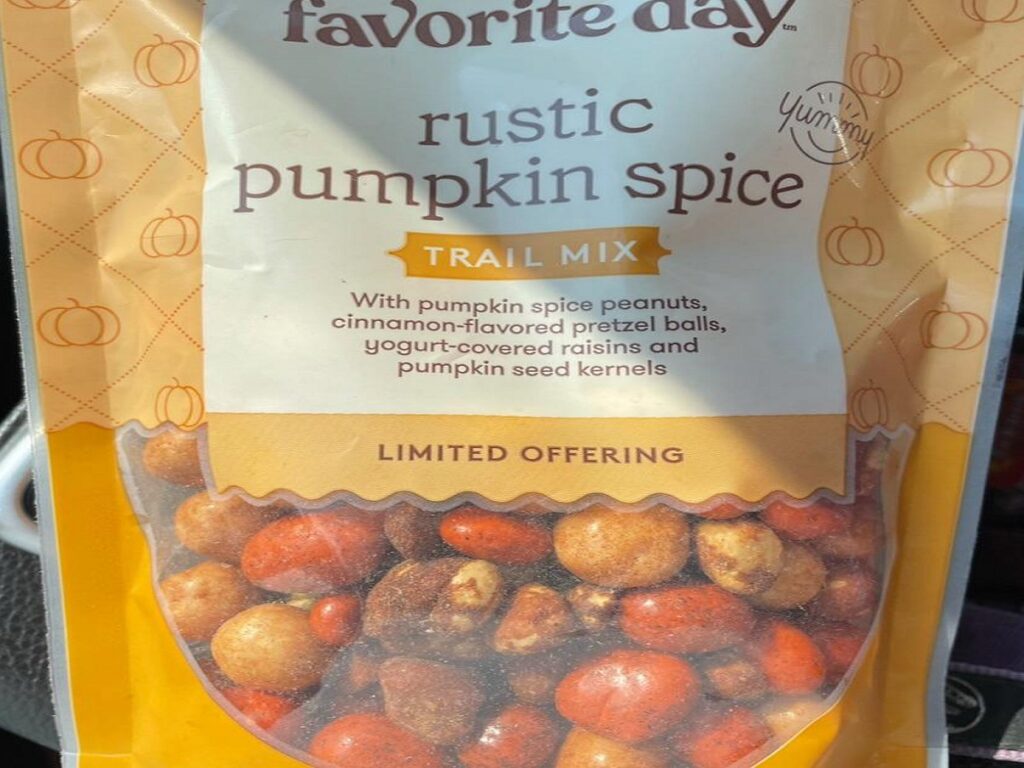 favorite day™
yummy
rustic
pumpkin spice
TRAIL MIX
With pumpkin spice peanuts,
cinnamon-flavored pretzel balls,
yogurt-covered raisins and
pumpkin seed kernels
LIMITED OFFERING